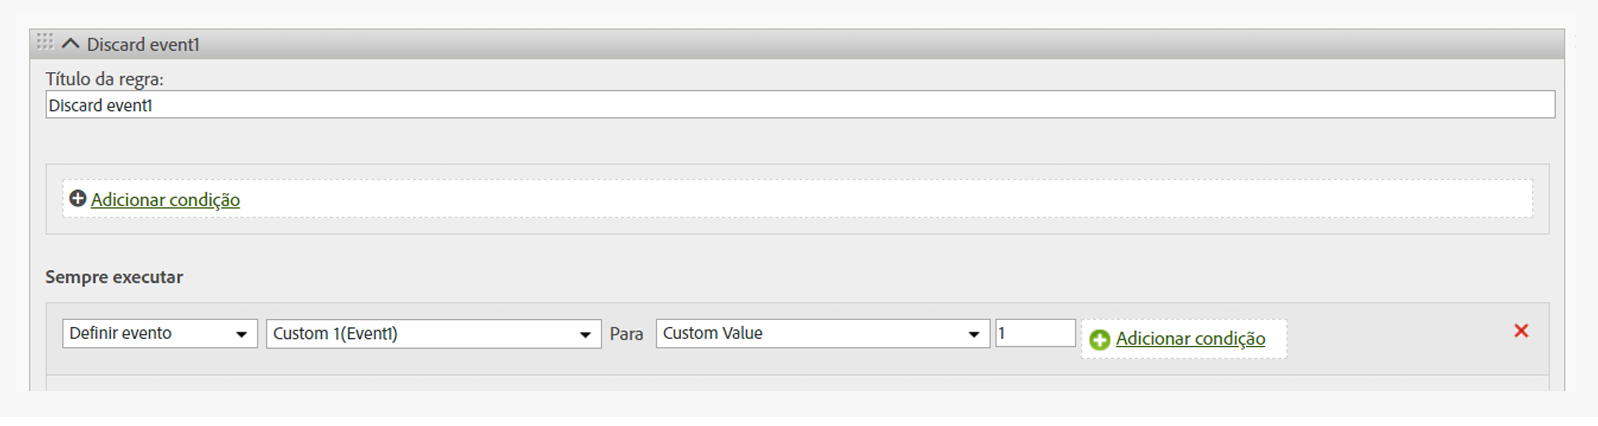 Discard event1
Título da regra:
Discard event1
Adicionar condição
Sempre executar
Definir evento Custom 1(Event1) Para Custom Value 1 Adicionar condição